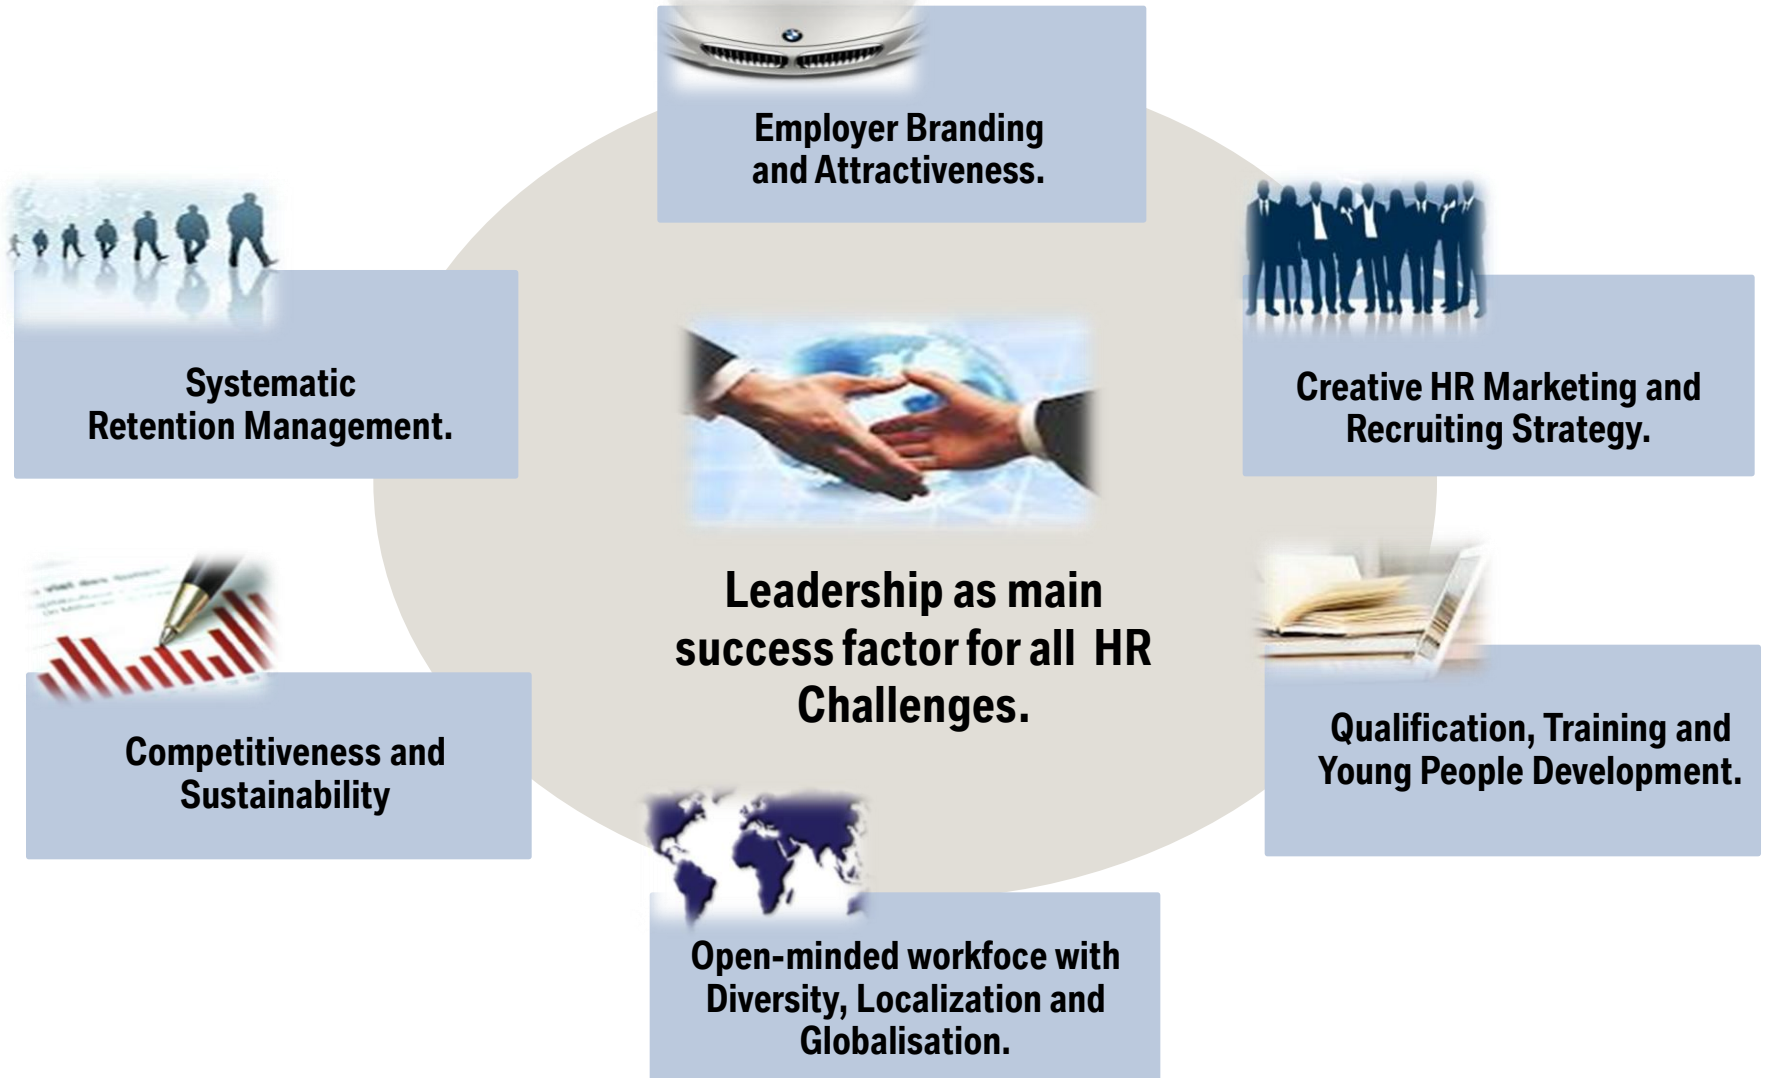 Employer Branding
and Attractiveness.
Systematic
Retention Management.
Creative HR Marketing and
Recruiting Strategy.
Leadership as main
success factor for all HR
Challenges.
Competitiveness and
Sustainability
Qualification, Training and
Young People Development.
Open-minded workfoce with
Diversity, Localization and
Globalisation.